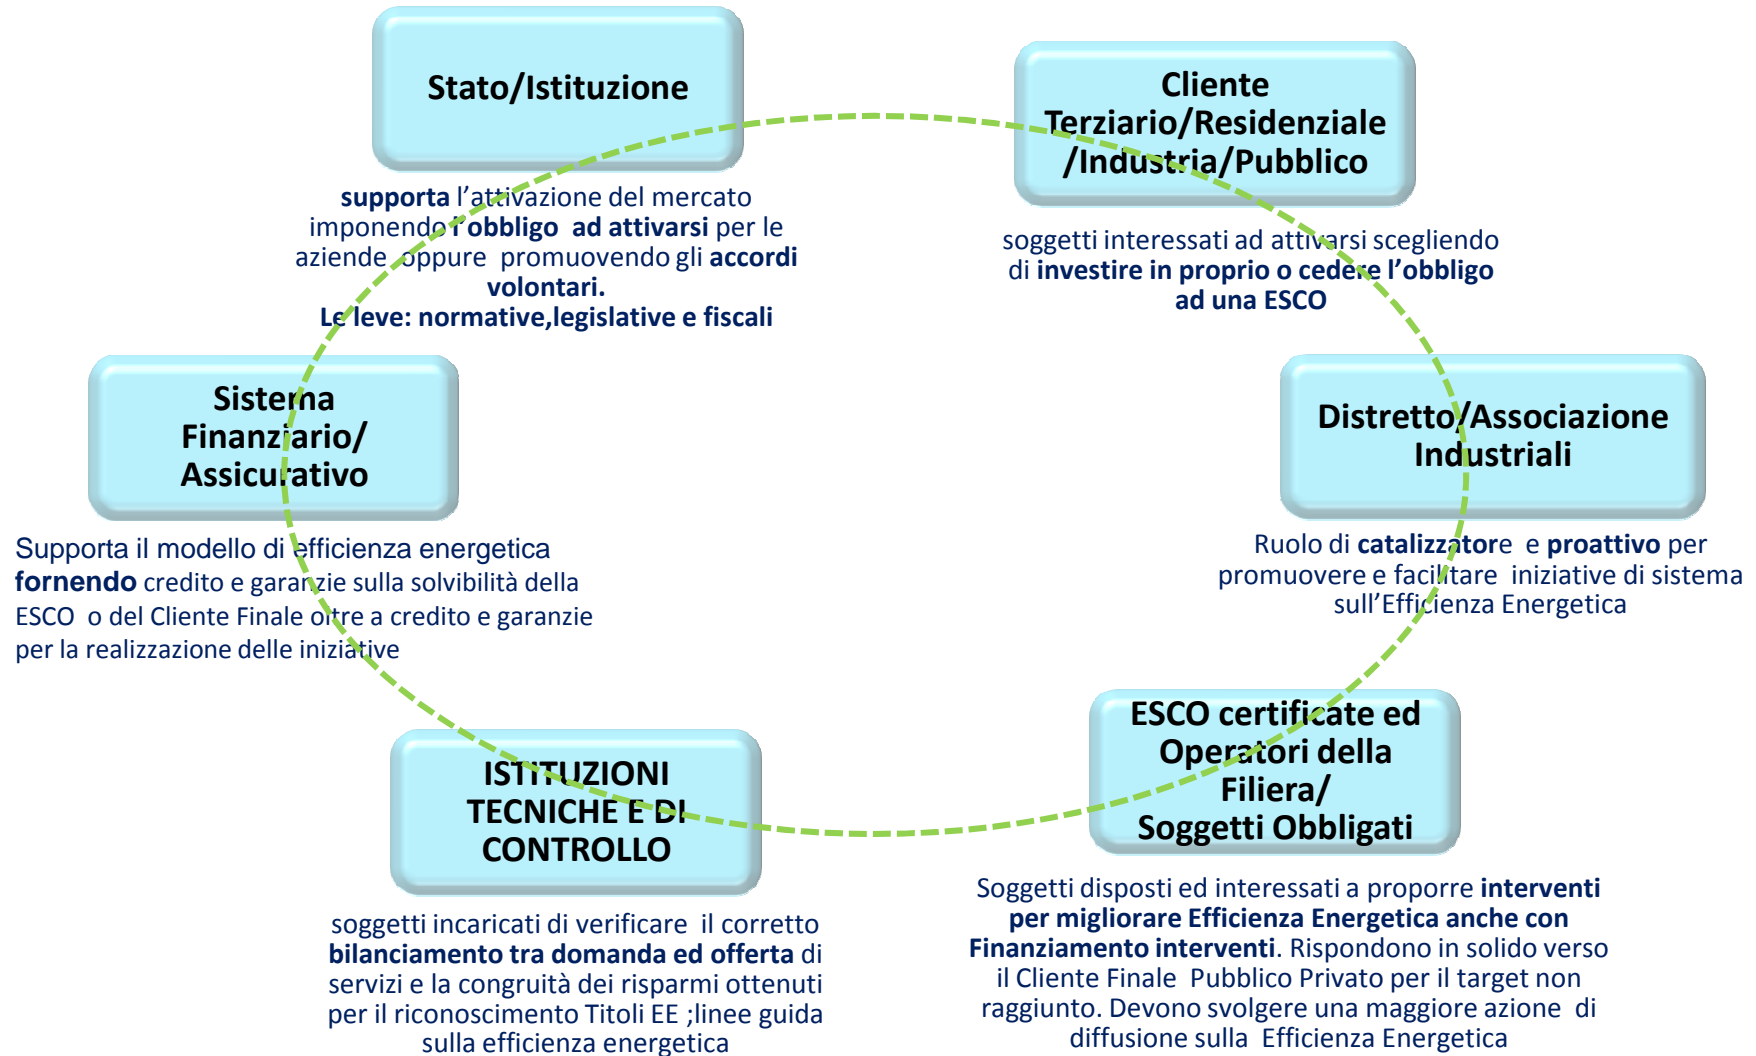 Stato/Istituzione
supporta l’attivazione del mercato
imponendo l’obbligo ad attivarsi per le
aziende oppure promuovendo gli accordi
volontari.
Le leve: normative,legislative e fiscali
Cliente
Terziario/Residenziale
/Industria/Pubblico
soggetti interessati ad attivarsi scegliendo
di investire in proprio o cedere l’obbligo
ad una ESCO
Sistema
Finanziario/
Assicurativo
Supporta il modello di efficienza energetica
fornendo credito e garanzie sulla solvibilità della
ESCO o del Cliente Finale oltre a credito e garanzie
per la realizzazione delle iniziative
Distretto/Associazione
Industriali
Ruolo di catalizzatore e proattivo per
promuovere e facilitare iniziative di sistema
sull’Efficienza Energetica
ISTITUZIONI
TECNICHE E DI
CONTROLLO
soggetti incaricati di verificare il corretto
bilanciamento tra domanda ed offerta di
servizi e la congruità dei risparmi ottenuti
per il riconoscimento Titoli EE ;linee guida
sulla efficienza energetica
ESCO certificate ed
Operatori della
Filiera/
Soggetti Obbligati
Soggetti disposti ed interessati a proporre interventi
per migliorare Efficienza Energetica anche con
Finanziamento interventi. Rispondono in solido verso
il Cliente Finale Pubblico Privato per il target non
raggiunto. Devono svolgere una maggiore azione di
diffusione sulla Efficienza Energetica